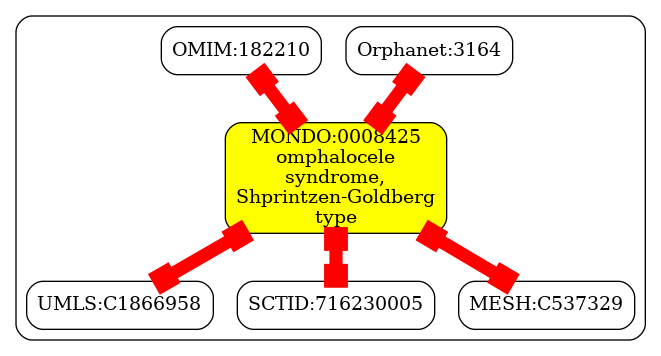 OMIM:182210
Orphanet:3164
MONDO:0008425
omphalocele
syndrome,
Shprintzen-Goldberg
type
UMLS:C1866958
SCTID:716230005
MESH:C537329